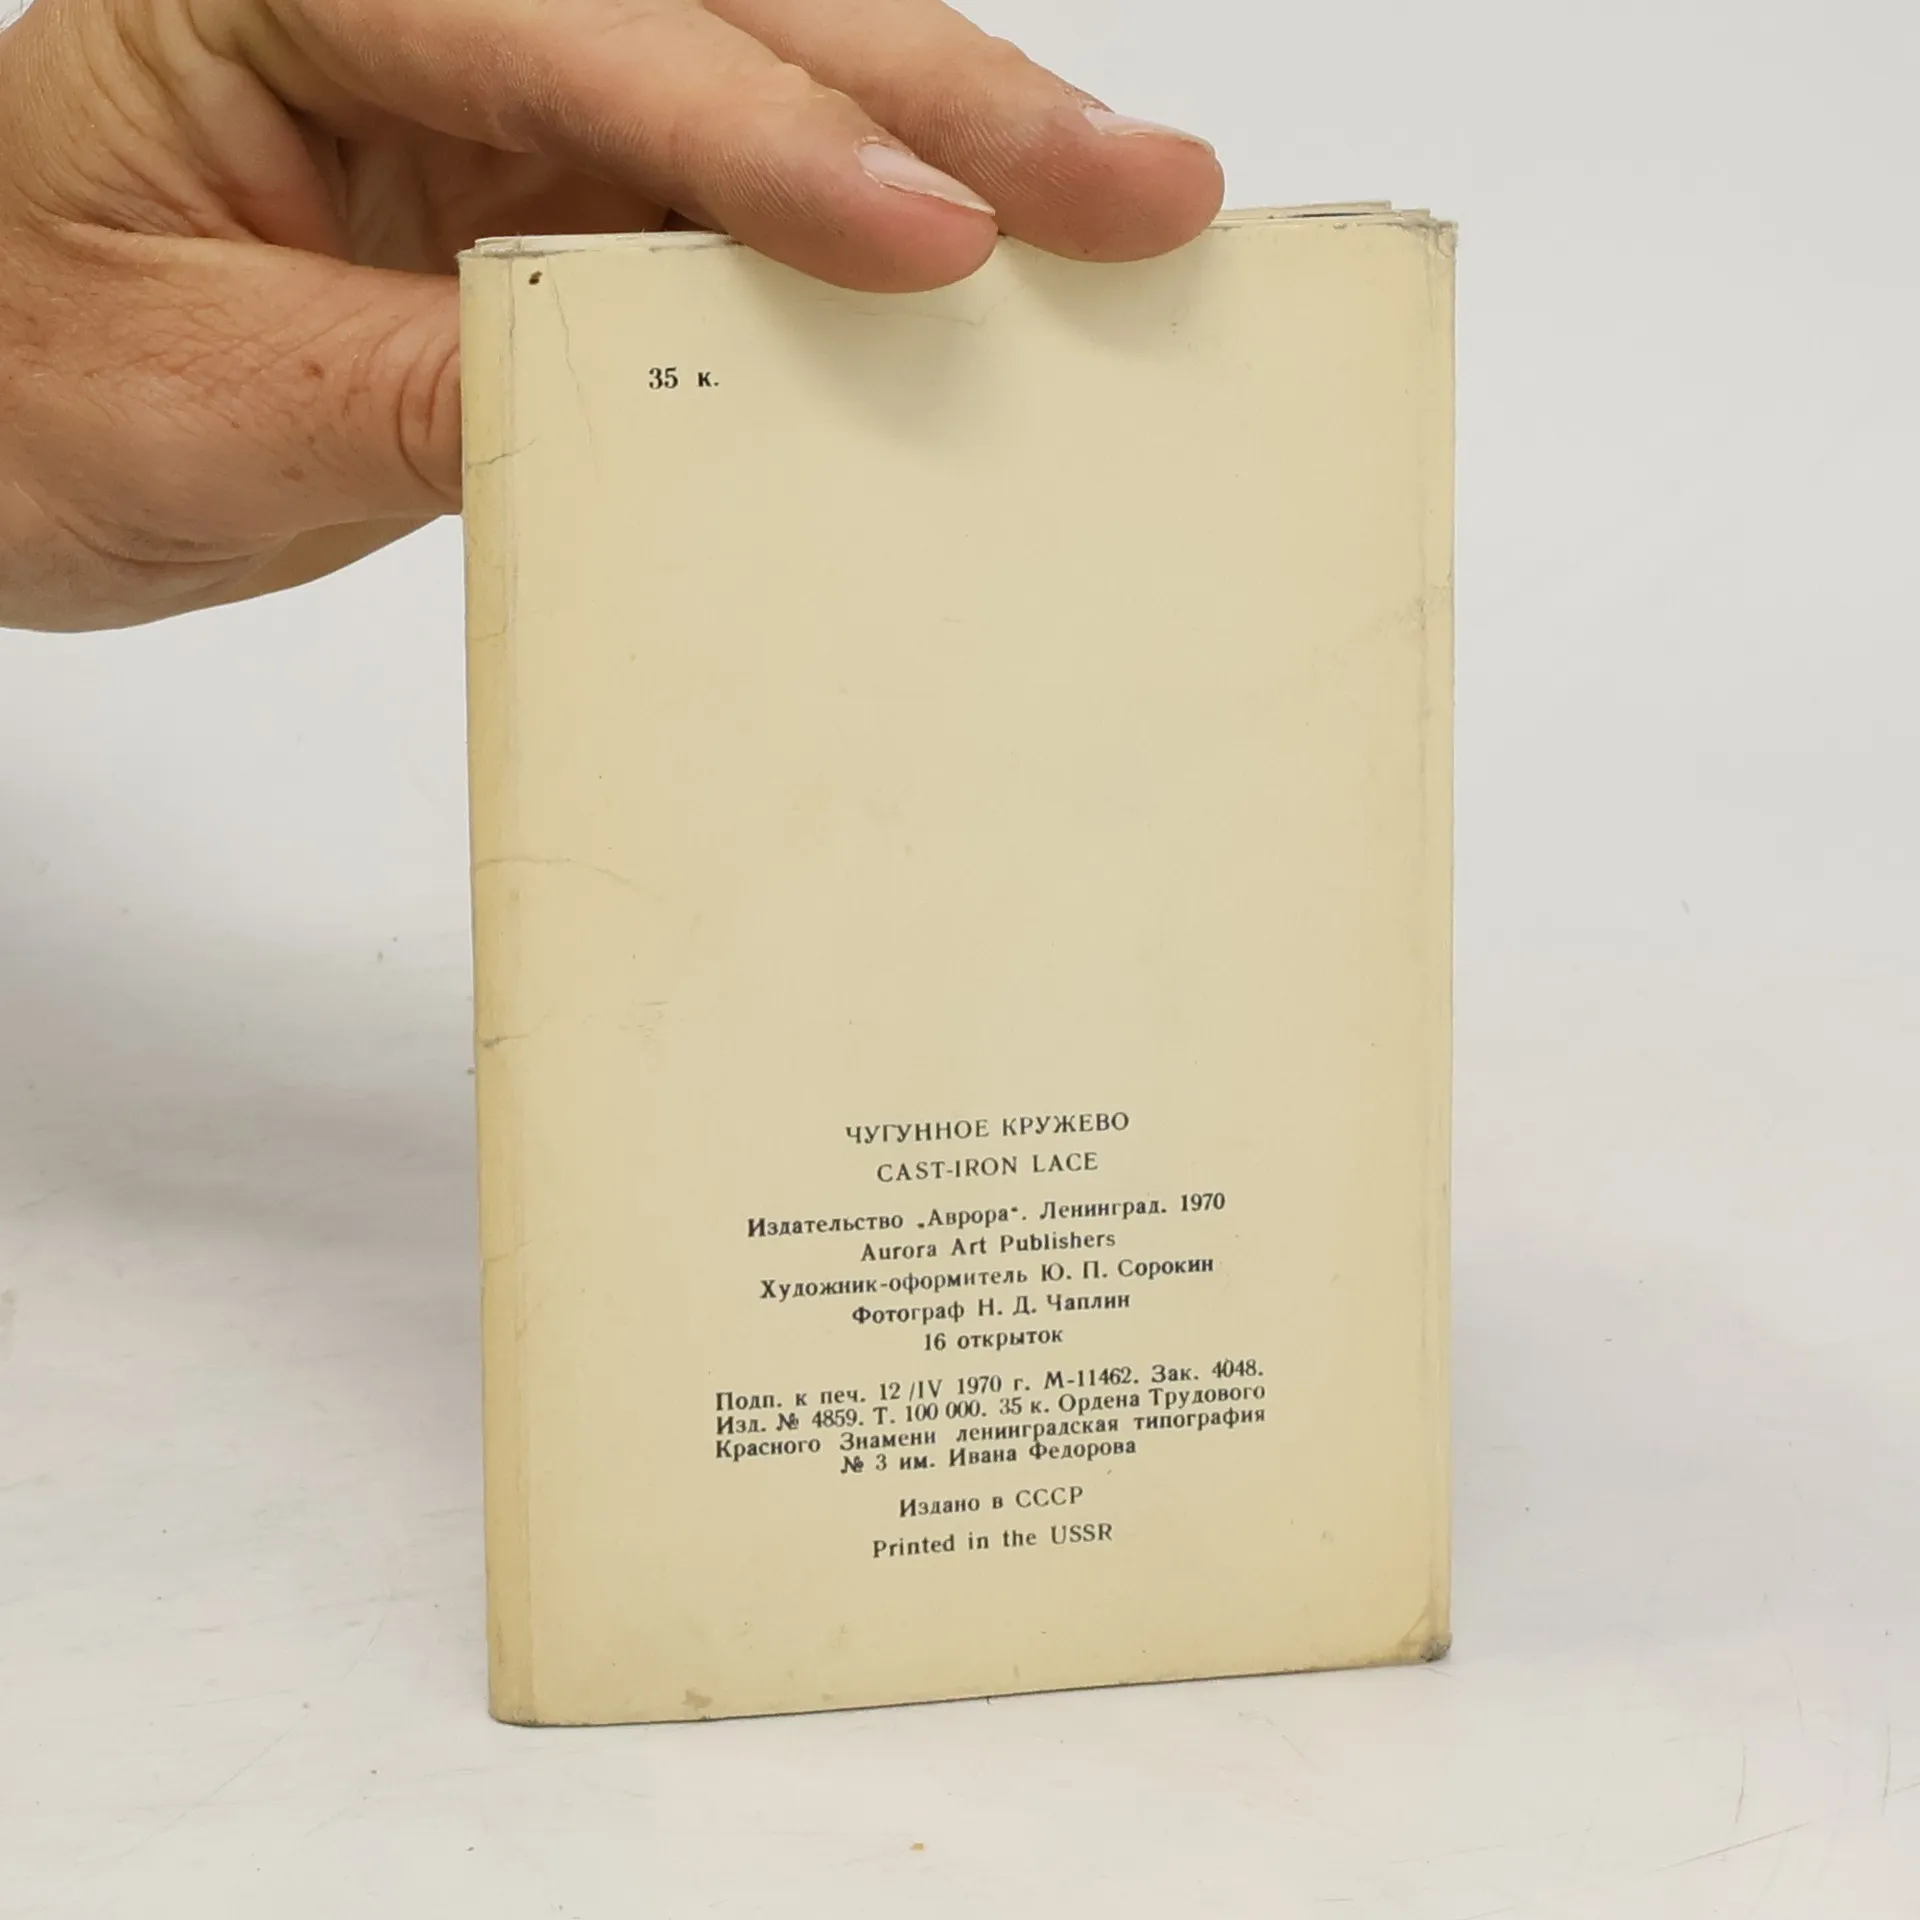 35 к.
ЧУГУННОЕ КРУЖЕВО
CAST-IRON LACE
Издательство „Аврора“. Ленинград. 1970
Aurora Art Publishers
Художник-оформитель Ю. П. Сорокин
Фотограф Н. Д. Чаплин
16 открыток
Подп. к печ. 12/IV 1970 г. М-11462. Зак. 4048.
Изд. № 4859. Т. 100 000. 35 к. Ордена Трудового
Красного Знамени ленинградская типография
№ 3 им. Ивана Федорова
Издано в СССР
Printed in the USSR